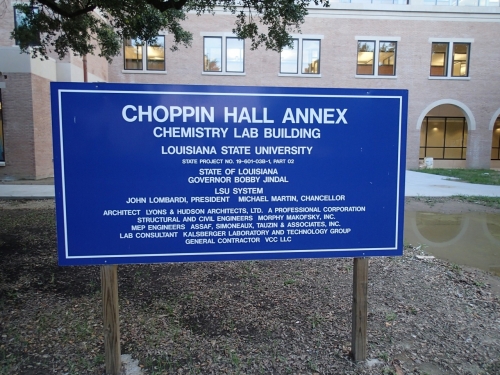 CHOPPIN HALL ANNEX
CHEMISTRY LAB BUILDING
LOUISIANA STATE UNIVERSITY
STATE PROJECT NO. 19-601-03B-1, PART 02
STATE OF LOUISIANA
GOVERNOR BOBBY JINDAL
LSU SYSTEM
JOHN LOMBARDI, PRESIDENT MICHAEL MARTIN, CHANCELLOR
ARCHITECT LYONS & HUDSON ARCHITECTS, LTD. A PROFESSIONAL CORPORATION
STRUCTURAL AND CIVIL ENGINEERS MORPHY MAKOFSKY, INC.
MEP ENGINEERS ASSAF, SIMONEAUX, TAUZIN & ASSOCIATES, INC.
LAB CONSULTANT KALSBERGER LABORATORY AND TECHNOLOGY GROUP
GENERAL CONTRACTOR VCC LLC